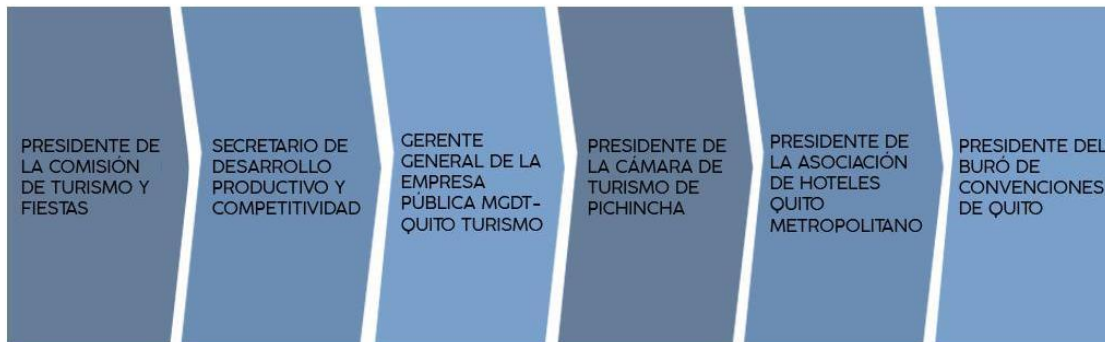 PRESIDENTE DE
LA COMISIÓN
DE TURISMO Y
FIESTAS
SECRETARIO DE
DESARROLLO
PRODUCTIVO Y
COMPETITIVIDAD
GERENTE
GENERAL DE LA
EMPRESA
PÚBLICA MGDT-
QUITO TURISMO
PRESIDENTE DE
LA CÁMARA DE
TURISMO DE
PICHINCHA
PRESIDENTE DE
LA ASOCIACIÓN
DE HOTELES
QUITO
METROPOLITANO
PRESIDENTE DEL
BURÓ DE
CONVENCIONES
DE QUITO